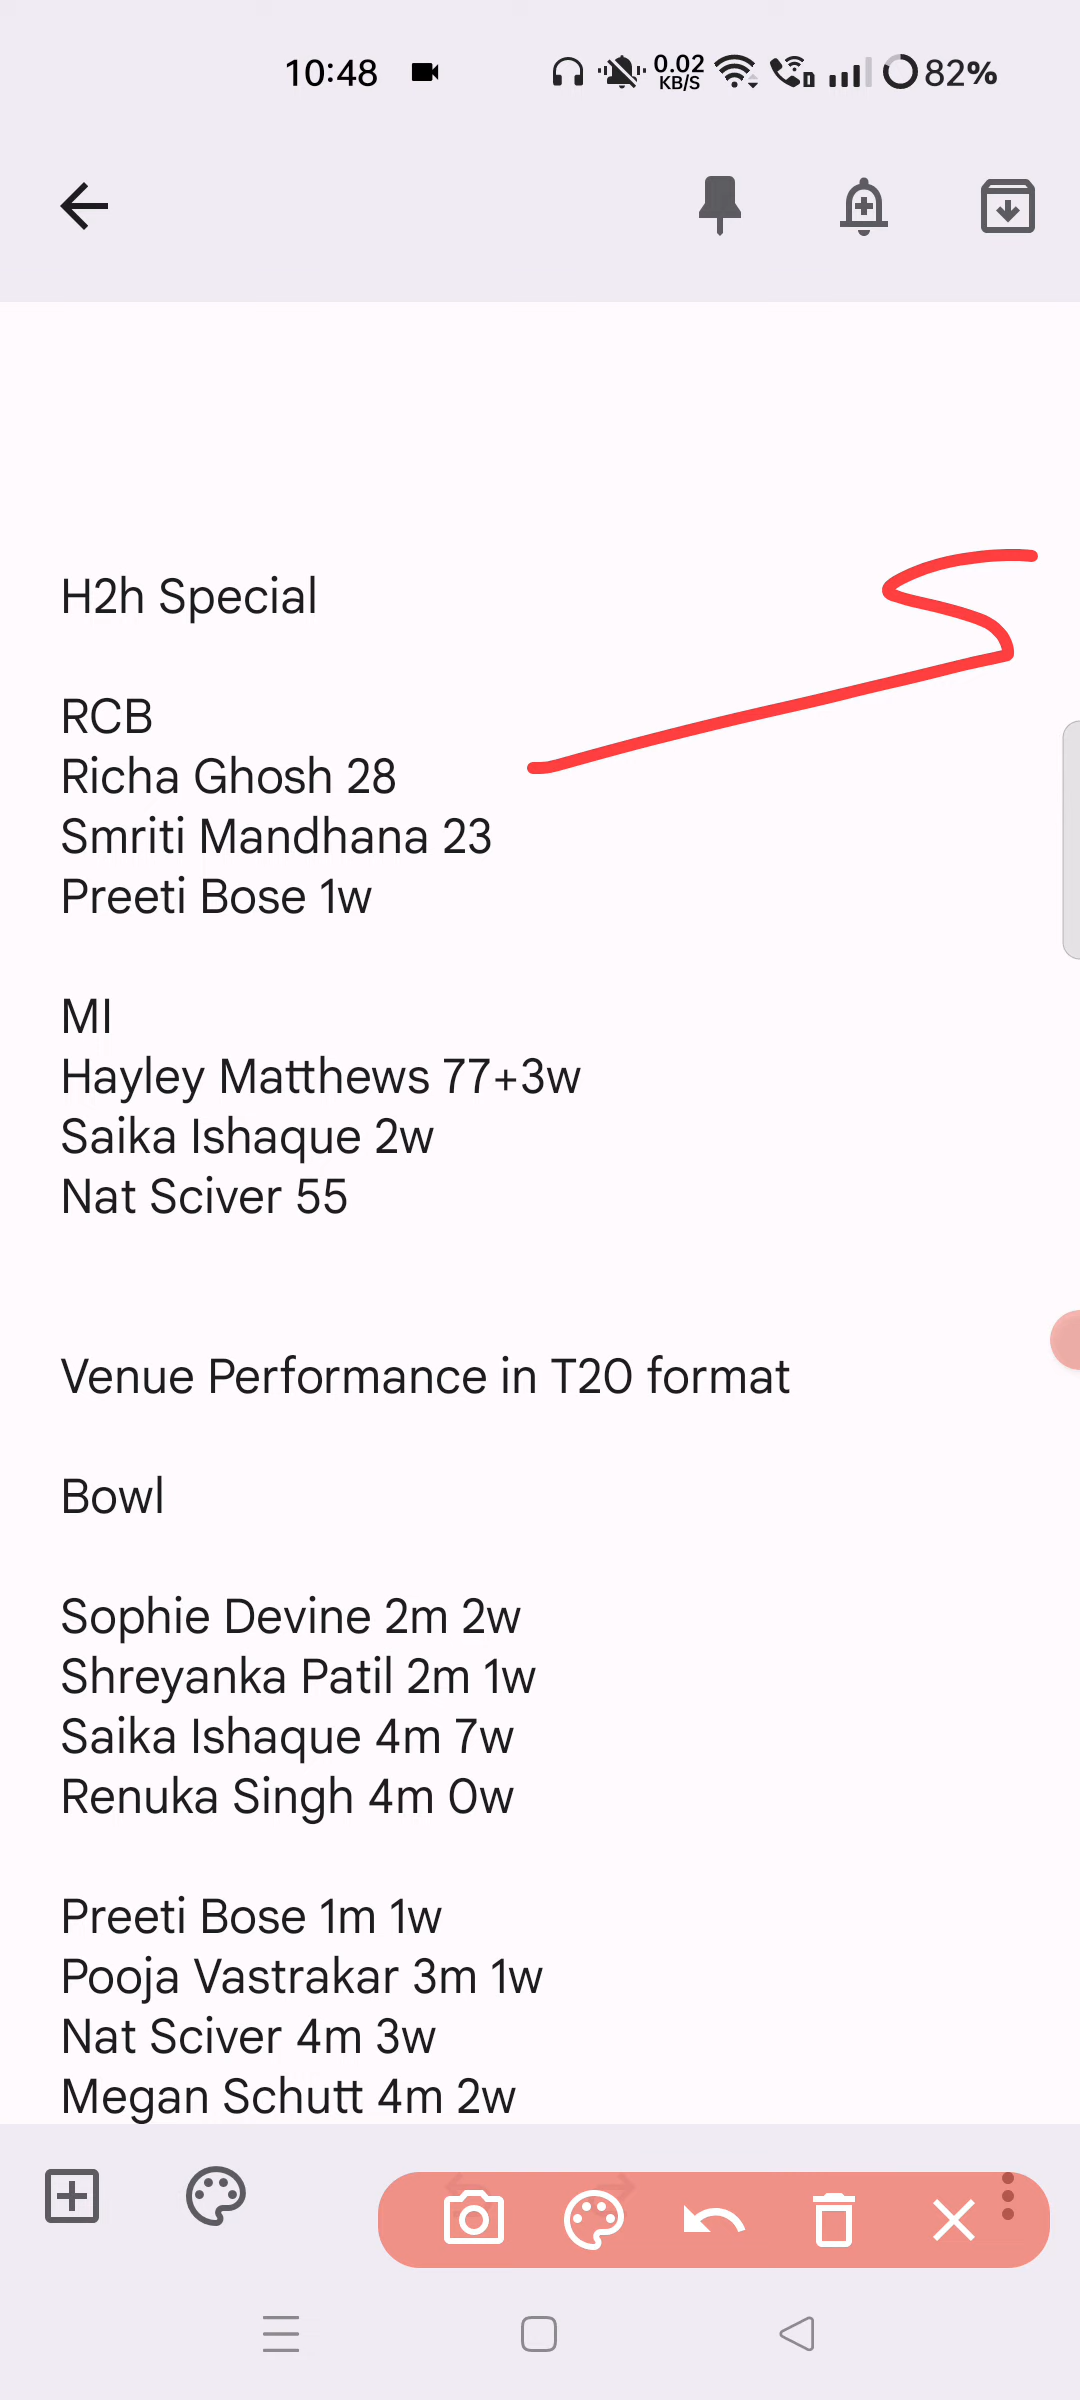 10:48
0.02
KB/S
82%
H2h Special
RCB
Richa Ghosh 28
Smriti Mandhana 23
Preeti Bose 1w
MI
Hayley Matthews 77+3w
Saika Ishaque 2w
Nat Sciver 55
Venue Performance in T20 format
Bowl
Sophie Devine 2m 2w
Shreyanka Patil 2m 1w
Saika Ishaque 4m 7w
Renuka Singh 4m 0w
Preeti Bose 1m 1w
Pooja Vastrakar 3m 1w
Nat Sciver 4m 3w
Megan Schutt 4m 2w